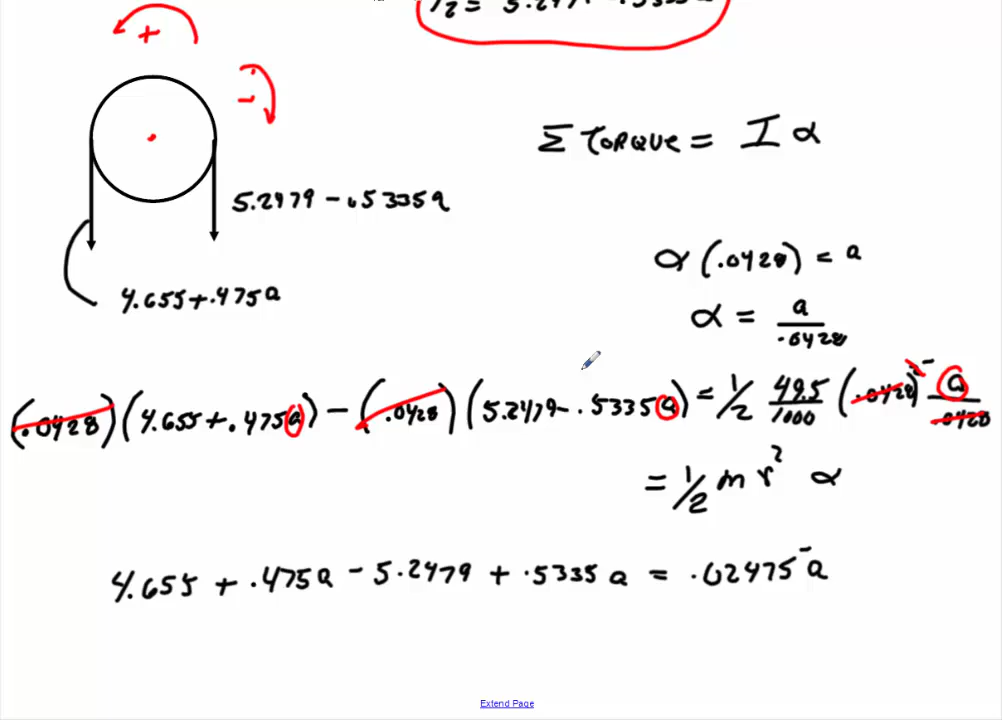 +
-
Σ TORQUE = I α
5.2479 - .5335a
α (.0428) = a
4.655 + .475a
α = a/.0428
(.0428)(4.655 + .475a) - (.0428)(5.2479 - .5335a) = 1/2 49.5/1000 (.0428)² - a/.0428
= 1/2 m r² α
4.655 + .475a - 5.2479 + .5335a = .02475 - a
Extend Page